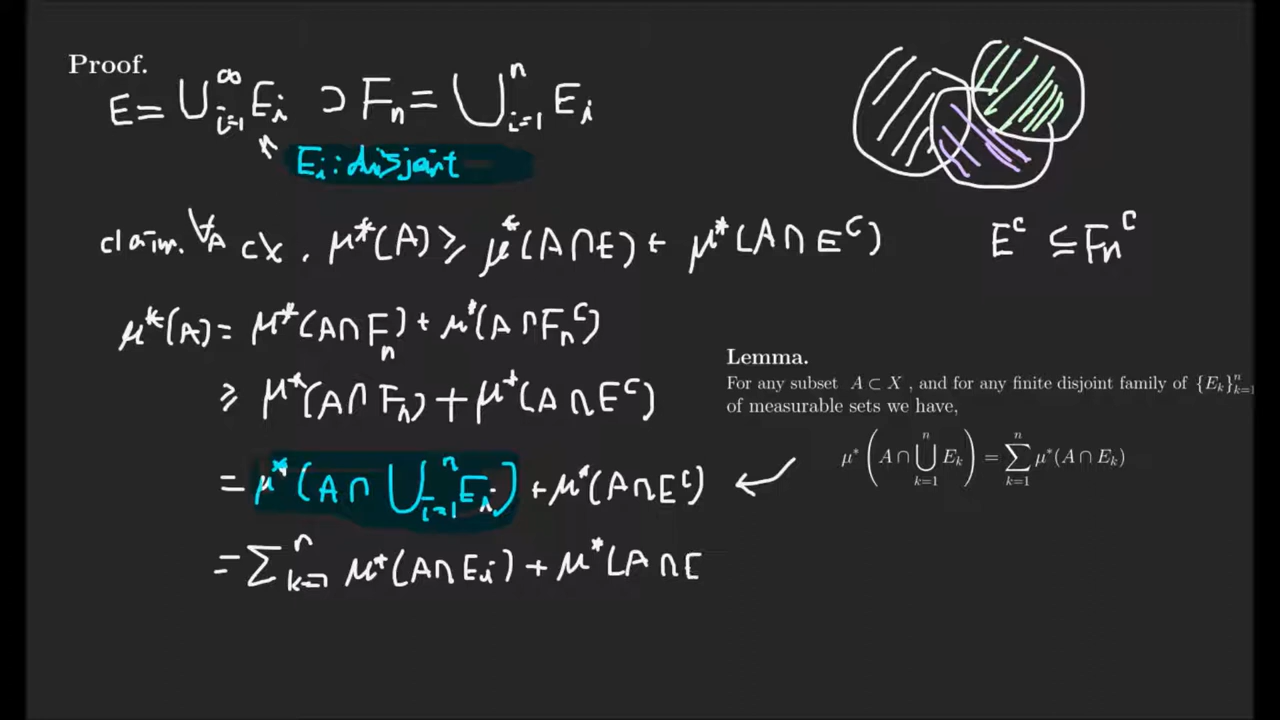 Proof.
E = ⋃_{i=1}^{∞} E_i ⊃ F_n = ⋃_{i=1}^{n} E_i
E_i : disjoint
claim. ∀A ⊂ X, μ*(A) ≥ μ*(A∩E) + μ*(A∩E^c)
E^c ⊆ F_n^c
μ*(A) = μ*(A∩F_n) + μ*(A∩F_n^c)
≥ μ*(A∩F_n) + μ*(A∩E^c)
= μ*(A∩⋃_{i=1}^{n} E_i) + μ*(A∩E^c)
= Σ_{k=1}^{n} μ*(A∩E_i) + μ*(A∩E
Lemma.
For any subset A ⊂ X , and for any finite disjoint family of {E_k}_{k=1}^{n}
of measurable sets we have,
μ* (A ∩ ⋃_{k=1}^{n} E_k) = ∑_{k=1}^{n} μ*(A ∩ E_k)